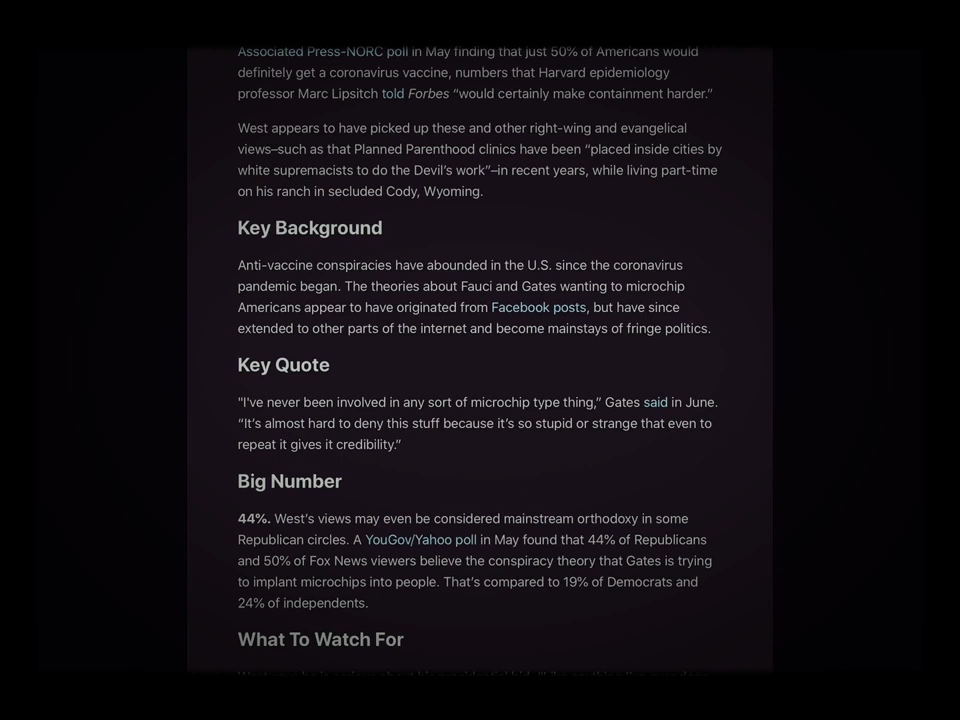 Associated Press-NORC poll in May finding that just 50% of Americans would
definitely get a coronavirus vaccine, numbers that Harvard epidemiology
professor Marc Lipsitch told Forbes “would certainly make containment harder.”
West appears to have picked up these and other right-wing and evangelical
views–such as that Planned Parenthood clinics have been “placed inside cities by
white supremacists to do the Devil’s work”–in recent years, while living part-time
on his ranch in secluded Cody, Wyoming.
Key Background
Anti-vaccine conspiracies have abounded in the U.S. since the coronavirus
pandemic began. The theories about Fauci and Gates wanting to microchip
Americans appear to have originated from Facebook posts, but have since
extended to other parts of the internet and become mainstays of fringe politics.
Key Quote
"I've never been involved in any sort of microchip type thing,” Gates said in June.
“It’s almost hard to deny this stuff because it’s so stupid or strange that even to
repeat it gives it credibility.”
Big Number
44%. West’s views may even be considered mainstream orthodoxy in some
Republican circles. A YouGov/Yahoo poll in May found that 44% of Republicans
and 50% of Fox News viewers believe the conspiracy theory that Gates is trying
to implant microchips into people. That’s compared to 19% of Democrats and
24% of independents.
What To Watch For